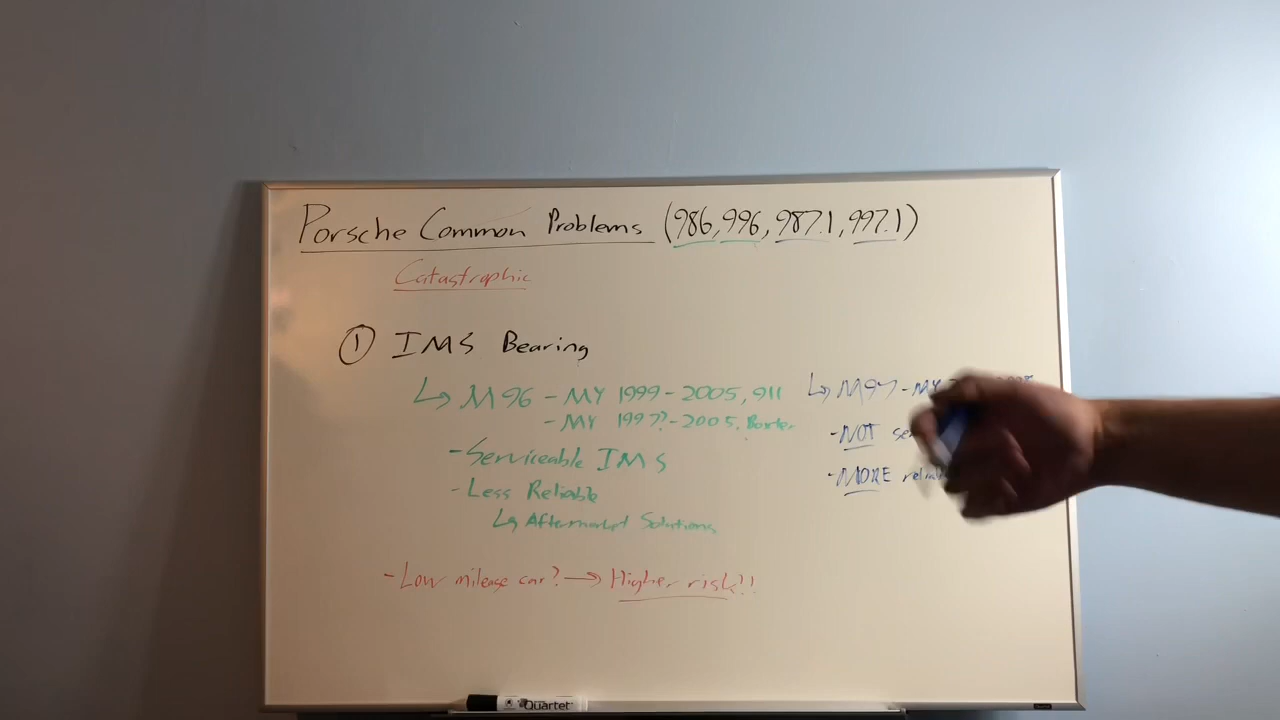 Porsche Common Problems (986, 996, 987.1, 997.1)
Catastrophic
① IMS Bearing
↳ M96 - MY 1999 - 2005, 911
- MY 1997? - 2005, Boxster
- Serviceable IMS
- Less Reliable
↳ Aftermarket Solutions
↳ M97 - MY
- NOT
- MORE
- Low mileage car? → Higher risk!!
Quartet